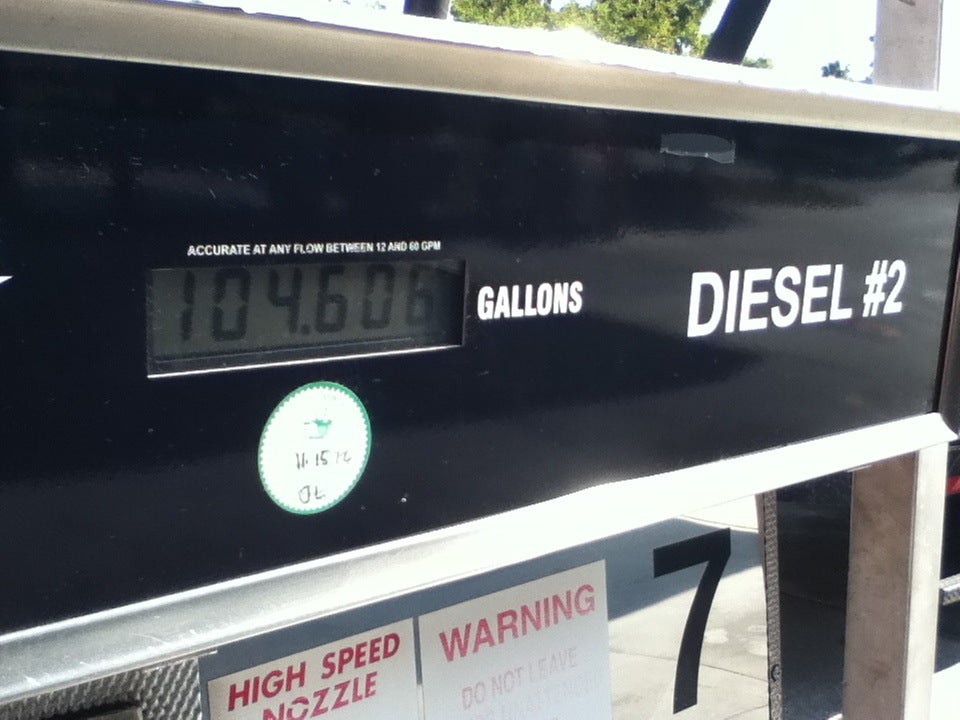 ACCURATE AT ANY FLOW BETWEEN 12 AND 60 GPM
104.606
GALLONS
DIESEL #2
11.15.12
7
HIGH SPEED
NOZZLE
WARNING
DO NOT LEAVE